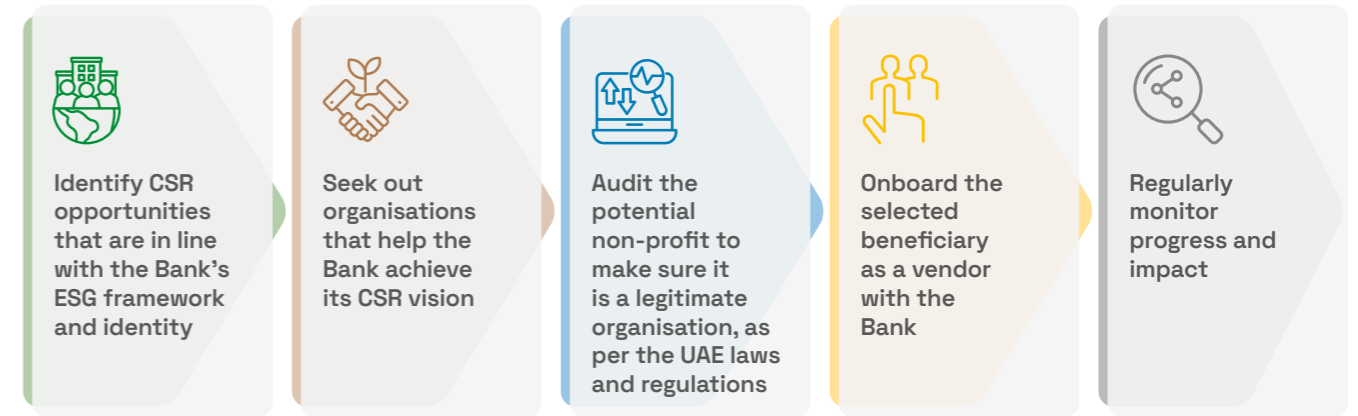 Identify CSR
opportunities
that are in line
with the Bank's
ESG framework
and identity
Seek out
organisations
that help the
Bank achieve
its CSR vision
Audit the
potential
non-profit to
make sure it
is a legitimate
organisation, as
per the UAE laws
and regulations
Onboard the
selected
beneficiary
as a vendor
with the
Bank
Regularly
monitor
progress and
impact